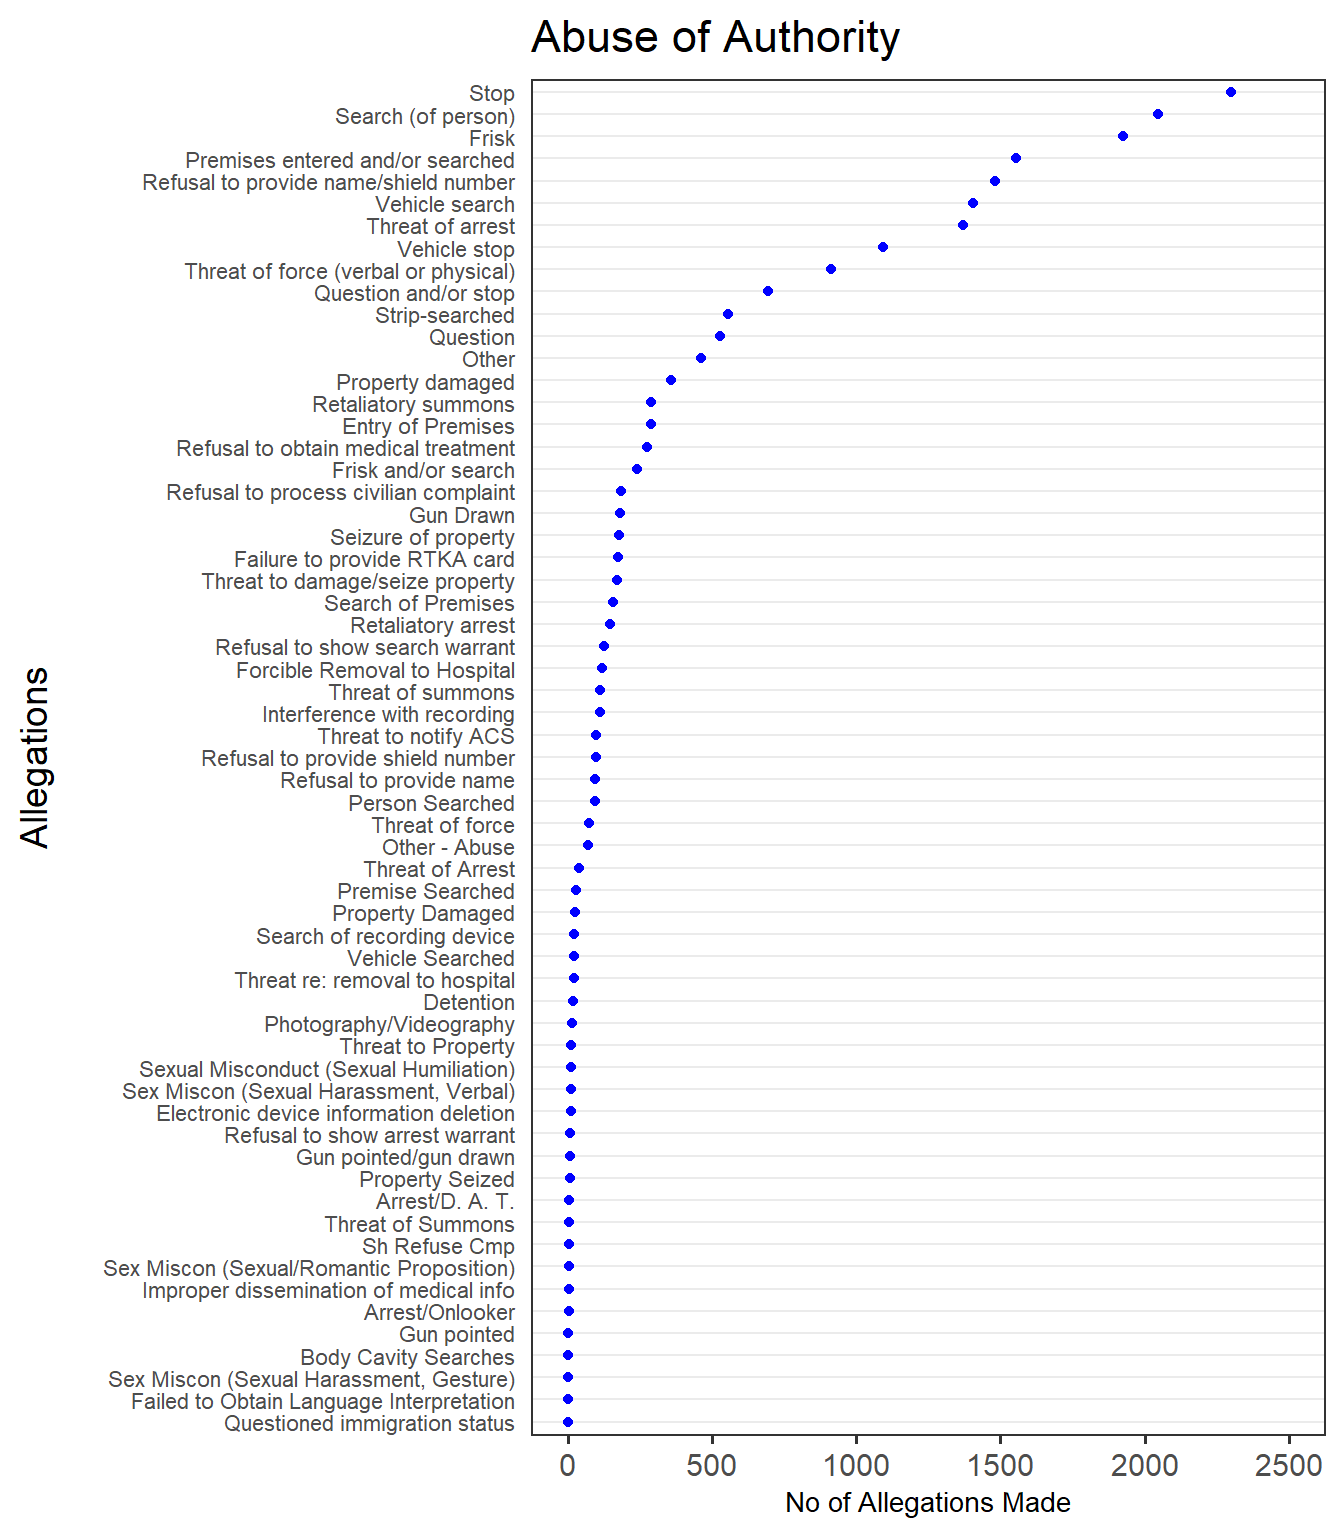 Abuse of Authority
Stop
Search (of person)
Frisk
Premises entered and/or searched
Refusal to provide name/shield number
Vehicle search
Threat of arrest
Vehicle stop
Threat of force (verbal or physical)
Question and/or stop
Strip-searched
Question
Other
Property damaged
Retaliatory summons
Entry of Premises
Refusal to obtain medical treatment
Frisk and/or search
Refusal to process civilian complaint
Gun Drawn
Seizure of property
Failure to provide RTKA card
Threat to damage/seize property
Search of Premises
Retaliatory arrest
Refusal to show search warrant
Forcible Removal to Hospital
Threat of summons
Interference with recording
Threat to notify ACS
Refusal to provide shield number
Refusal to provide name
Person Searched
Threat of force
Other - Abuse
Threat of Arrest
Premise Searched
Property Damaged
Search of recording device
Vehicle Searched
Threat re: removal to hospital
Detention
Photography/Videography
Threat to Property
Sexual Misconduct (Sexual Humiliation)
Sex Miscon (Sexual Harassment, Verbal)
Electronic device information deletion
Refusal to show arrest warrant
Gun pointed/gun drawn
Property Seized
Arrest/D. A. T.
Threat of Summons
Sh Refuse Cmp
Sex Miscon (Sexual/Romantic Proposition)
Improper dissemination of medical info
Arrest/Onlooker
Gun pointed
Body Cavity Searches
Sex Miscon (Sexual Harassment, Gesture)
Failed to Obtain Language Interpretation
Questioned immigration status
Allegations
0 500 1000 1500 2000 2500
No of Allegations Made